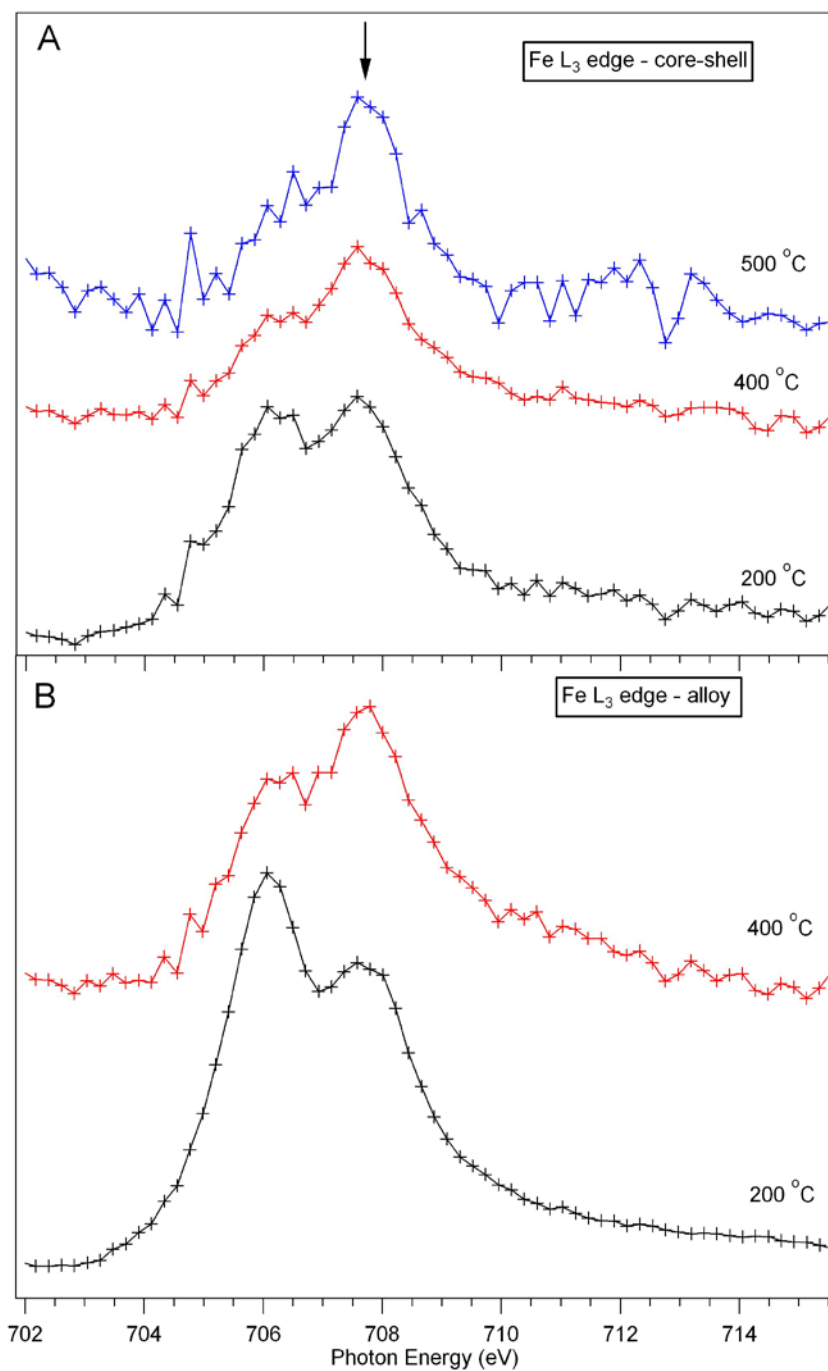 A
Fe L₃ edge - core-shell
500 °C
400 °C
200 °C
B
Fe L₃ edge - alloy
400 °C
200 °C
702 704 706 708 710 712 714
Photon Energy (eV)